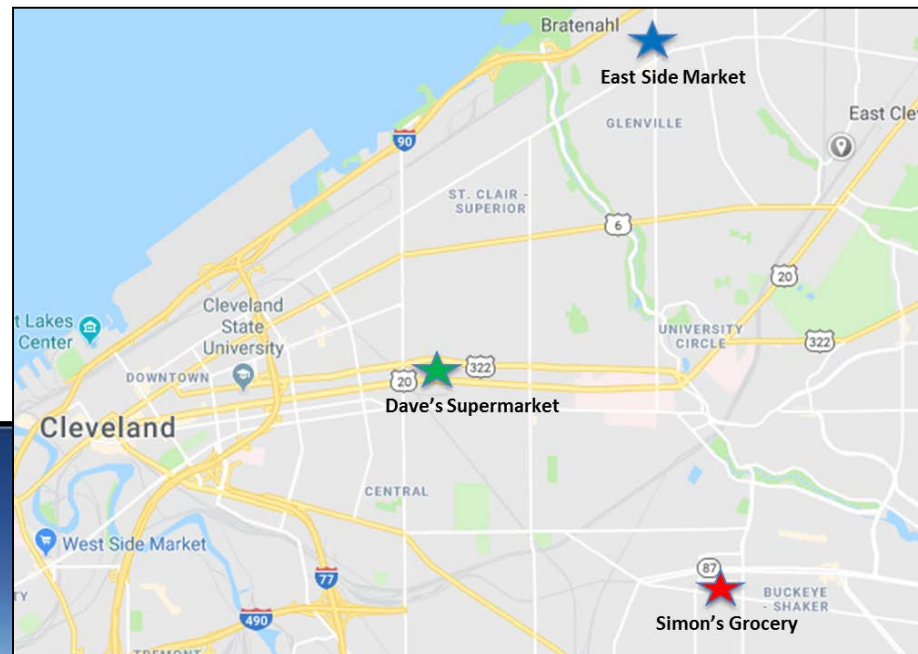 Bratenahl
East Side Market
East Cle
GLENVILLE
90
ST. CLAIR -
SUPERIOR
6
20
Cleveland
State
University
t Lakes
Center
UNIVERSITY
CIRCLE
322
DOWNTOWN
20
322
Dave's Supermarket
Cleveland
CENTRAL
West Side Market
87
77
BUCKEYE
- SHAKER
TY
490
Simon's Grocery
TREMONT